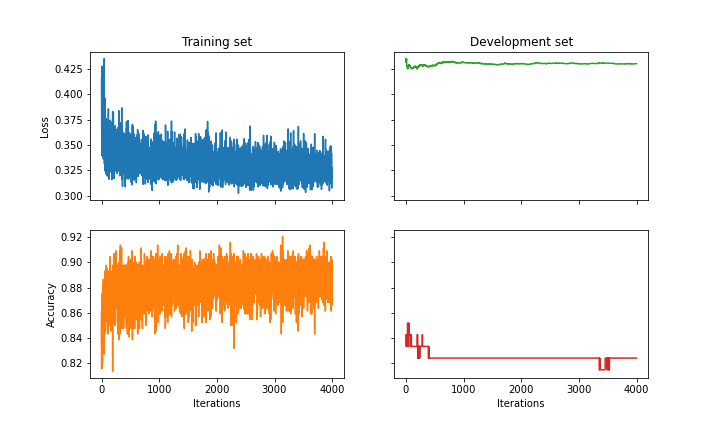 Training set
Development set
0.425
0.400
0.375
0.350
0.325
0.300
Loss
0.92
0.90
0.88
0.86
0.84
0.82
Accuracy
0 1000 2000 3000 4000
0 1000 2000 3000 4000
Iterations
Iterations